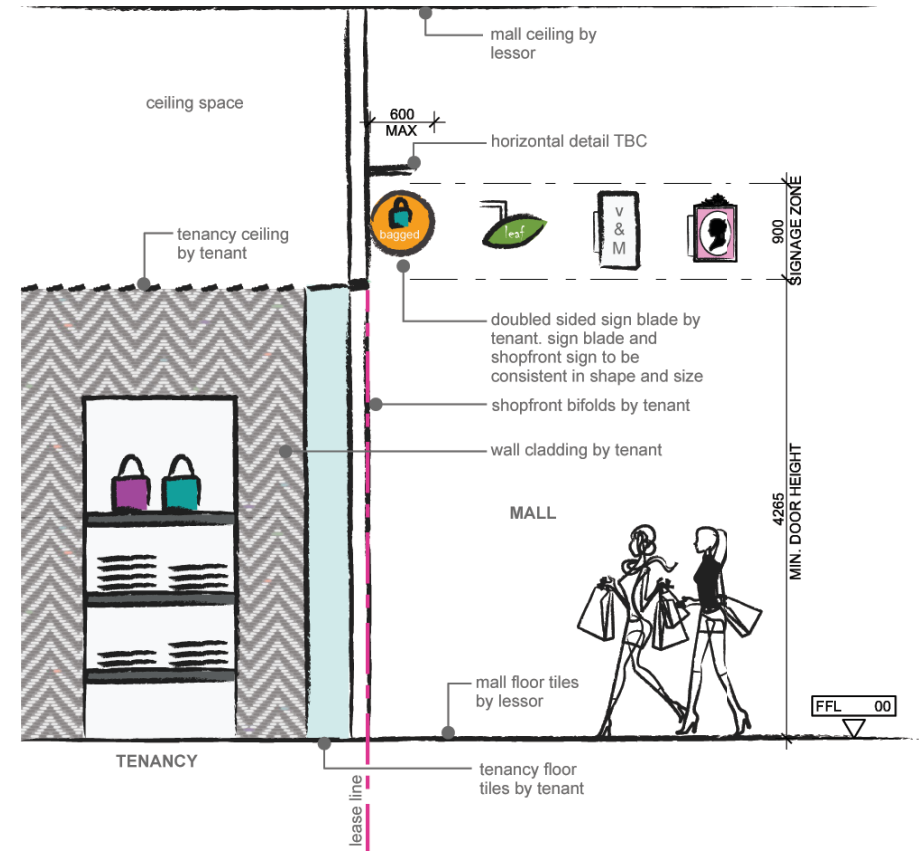 mall ceiling by
lessor
ceiling space
600
MAX
horizontal detail TBC
bagged
leaf
v
&
M
900
SIGNAGE ZONE
tenancy ceiling
by tenant
doubled sided sign blade by
tenant. sign blade and
shopfront sign to be
consistent in shape and size
shopfront bifolds by tenant
wall cladding by tenant
MALL
4265
MIN. DOOR HEIGHT
mall floor tiles
by lessor
FFL 00
TENANCY
tenancy floor
tiles by tenant
lease line